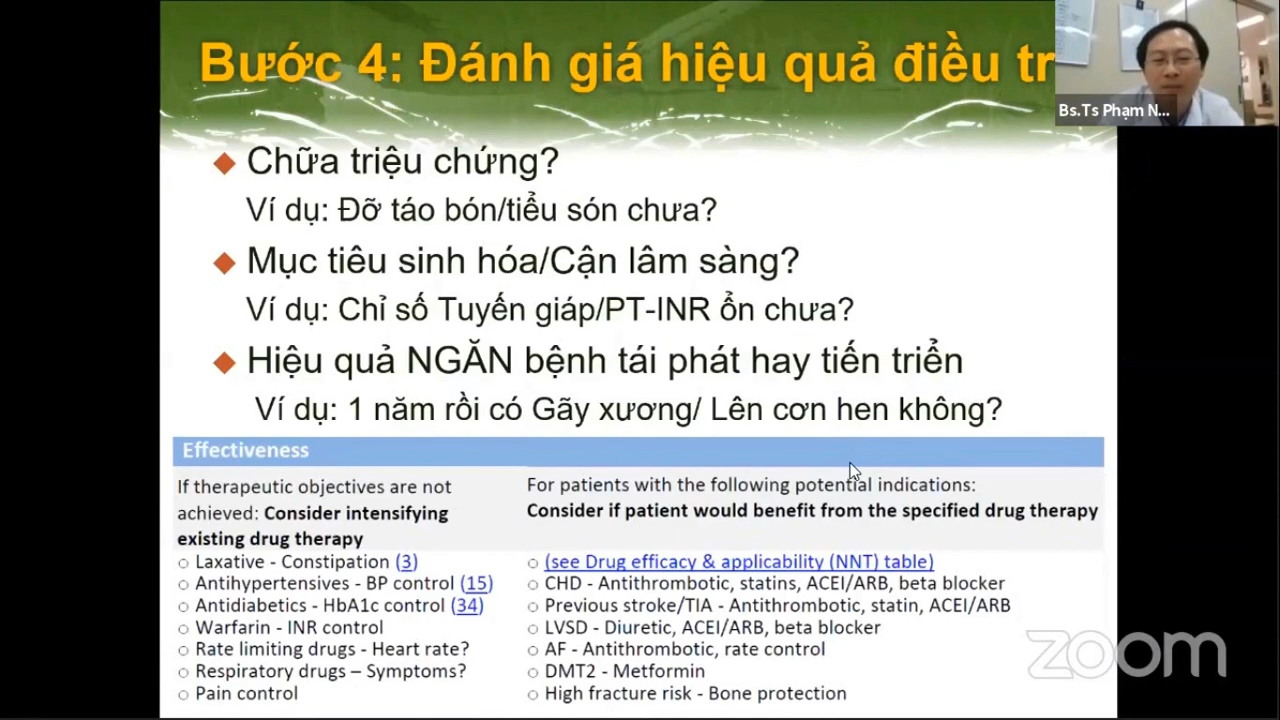 Bước 4: Đánh giá hiệu quả điều tr
Bs.Ts Phạm N...
Chữa triệu chứng?
Ví dụ: Đỡ táo bón/tiểu són chưa?
Mục tiêu sinh hóa/Cận lâm sàng?
Ví dụ: Chỉ số Tuyến giáp/PT-INR ổn chưa?
Hiệu quả NGĂN bệnh tái phát hay tiến triển
Ví dụ: 1 năm rồi có Gãy xương/ Lên cơn hen không?
Effectiveness
If therapeutic objectives are not
achieved: Consider intensifying
existing drug therapy
Laxative - Constipation (3)
Antihypertensives - BP control (15)
Antidiabetics - HbA1c control (34)
Warfarin - INR control
Rate limiting drugs - Heart rate?
Respiratory drugs – Symptoms?
Pain control
For patients with the following potential indications:
Consider if patient would benefit from the specified drug therapy
(see Drug efficacy & applicability (NNT) table)
CHD - Antithrombotic, statins, ACEI/ARB, beta blocker
Previous stroke/TIA - Antithrombotic, statin, ACEI/ARB
LVSD - Diuretic, ACEI/ARB, beta blocker
AF - Antithrombotic, rate control
DMT2 - Metformin
High fracture risk - Bone protection
zoom